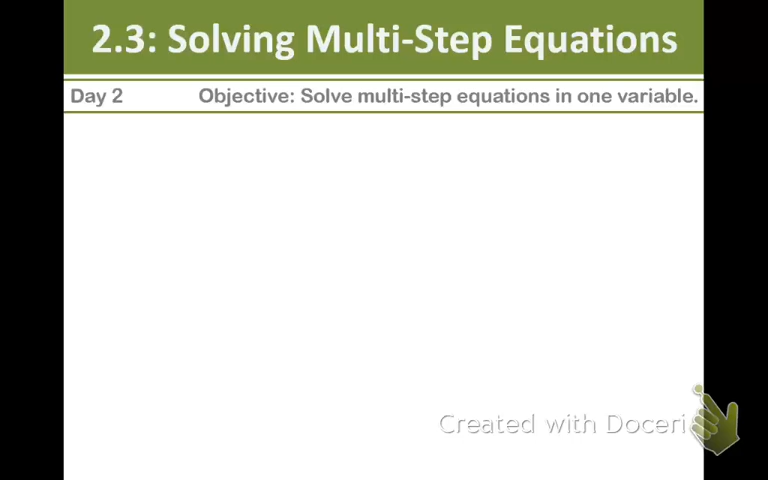 2.3: Solving Multi-Step Equations
Day 2 Objective: Solve multi-step equations in one variable.
Created with Doceri